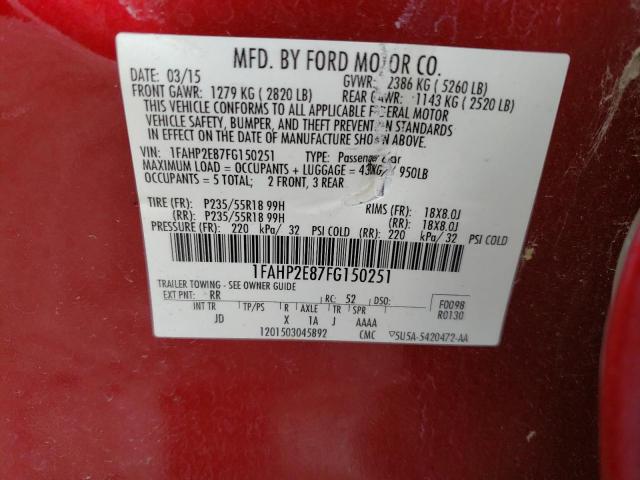 MFD. BY FORD MOTOR CO.
DATE: 03/15 GVWR: 2386 KG ( 5260 LB)
FRONT GAWR: 1279 KG ( 2820 LB) REAR GAWR: 1143 KG ( 2520 LB)
THIS VEHICLE CONFORMS TO ALL APPLICABLE FEDERAL MOTOR
VEHICLE SAFETY, BUMPER, AND THEFT PREVENTION STANDARDS
IN EFFECT ON THE DATE OF MANUFACTURE SHOWN ABOVE.
VIN: 1FAHP2E87FG150251 TYPE: Passenger Car
MAXIMUM LOAD = OCCUPANTS + LUGGAGE = KG 950LB
OCCUPANTS = 5 TOTAL; 2 FRONT, 3 REAR
TIRE (FR): P235/55R18 99H RIMS (FR): 18X8.0J
(RR): P235/55R18 99H (RR): 18X8.0J
PRESSURE (FR): 220 kPa/ 32 PSI COLD (RR): 220 kPa/ 32 PSI COLD
1FAHP2E87FG150251
TRAILER TOWING - SEE OWNER GUIDE
EXT PNT: RR RC: 52 DSO: F0098
INT TR TP/PS R AXLE TR SPR R0130
JD X 1A J AAAA
1201503045892 CMC 5U5A-5420472-AA